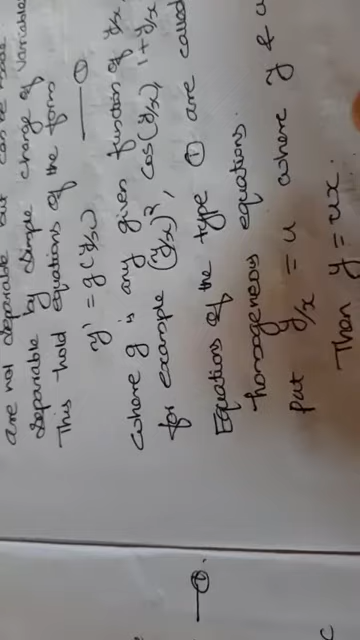 are not separable but can be made
separable by simple change of variables
This hold equations of the form
y' = g(y/x) —— ①
where g is any given function of y/x
for example (y/x)², cos(y/x), 1+y/x
Equations of the type ① are called
homogeneous equations.
Put y/x = u where y & u
Then y = ux.
—— ①.